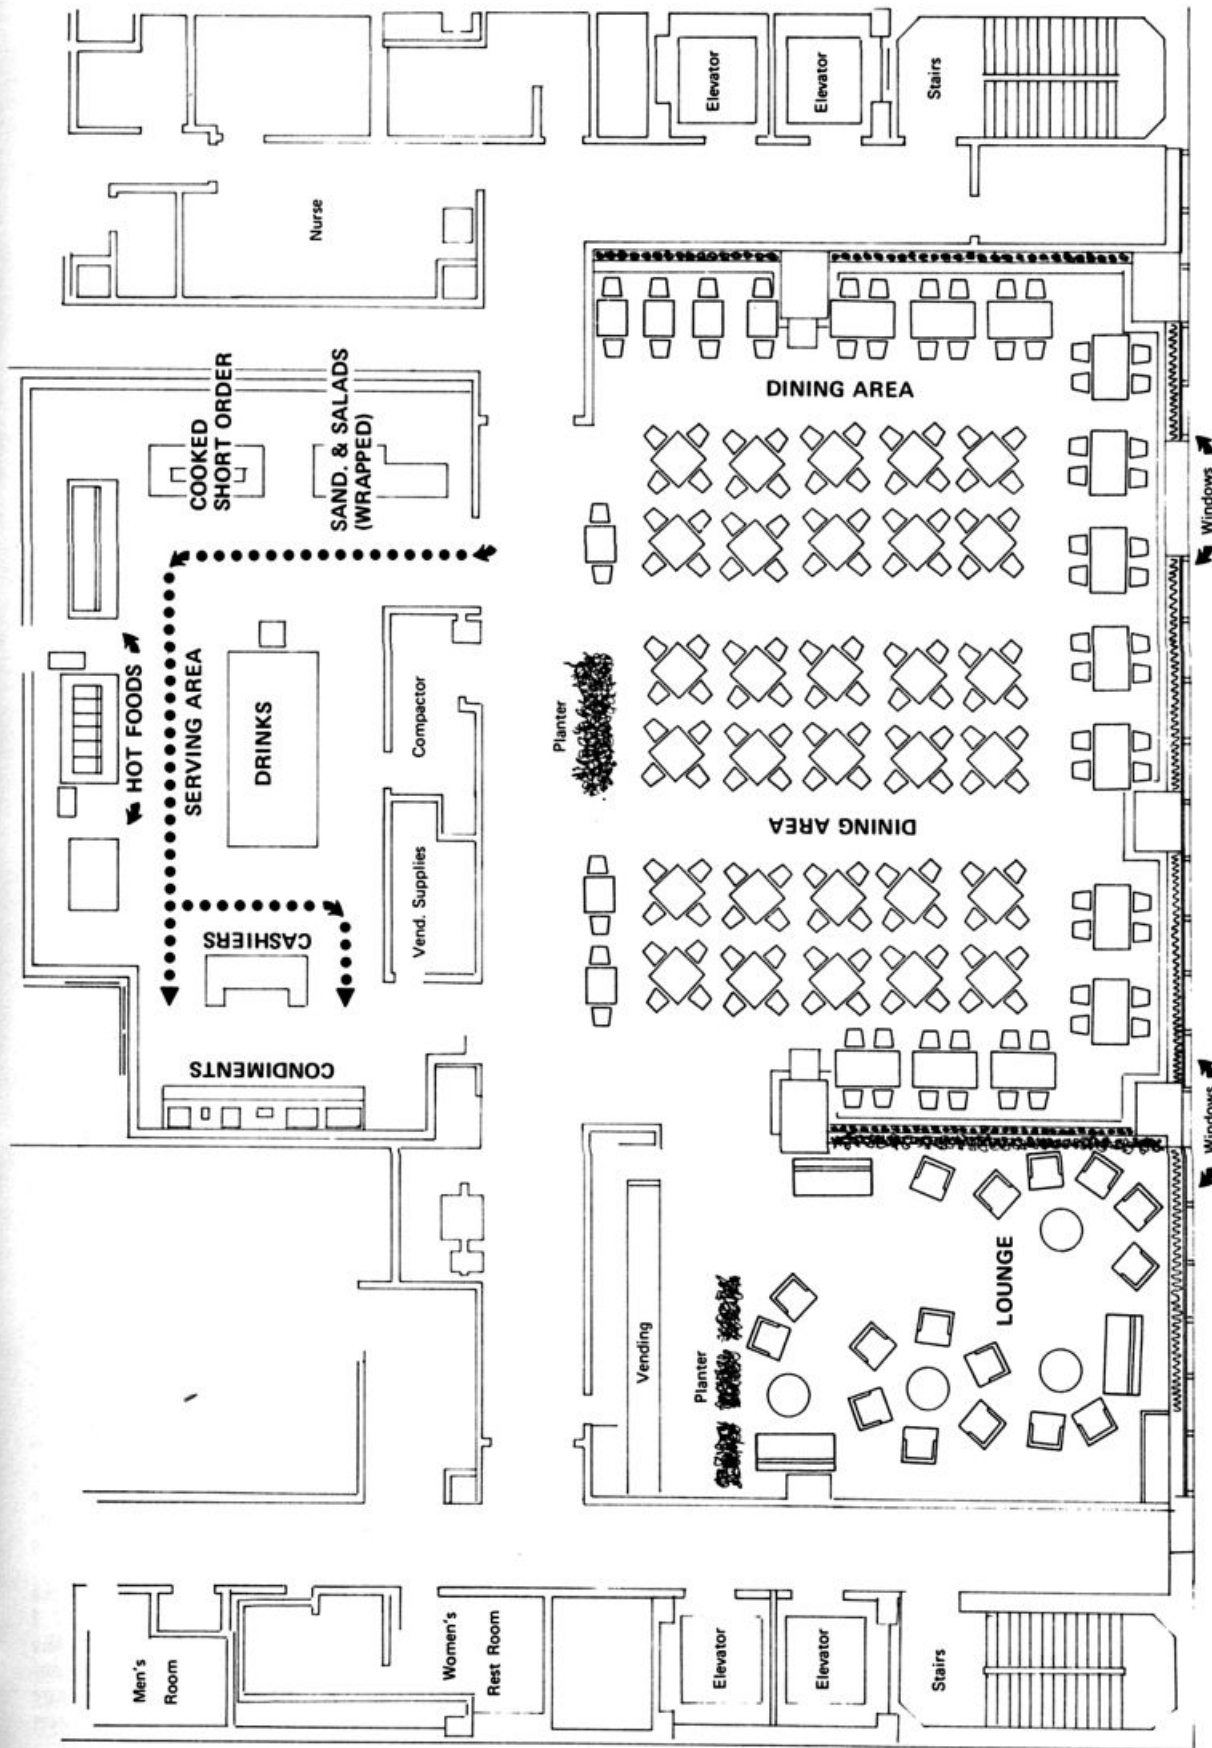 Elevator
Elevator
Stairs
Nurse
COOKED
SHORT ORDER
SAND. & SALADS
(WRAPPED)
HOT FOODS
SERVING AREA
DRINKS
Compactor
Vend. Supplies
CASHIERS
CONDIMENTS
DINING AREA
Planter
DINING AREA
Windows
Windows
Vending
Planter
LOUNGE
Men's
Room
Women's
Rest Room
Elevator
Elevator
Stairs